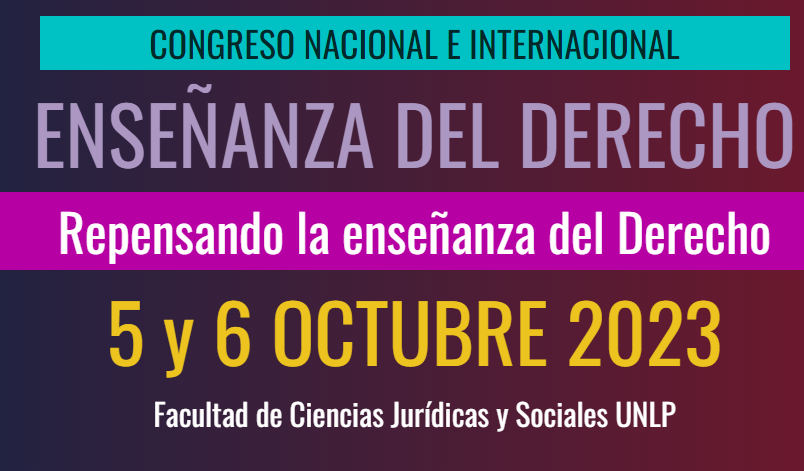 CONGRESO NACIONAL E INTERNACIONAL
ENSEÑANZA DEL DERECHO
Repensando la enseñanza del Derecho
5 y 6 OCTUBRE 2023
Facultad de Ciencias Jurídicas y Sociales UNLP